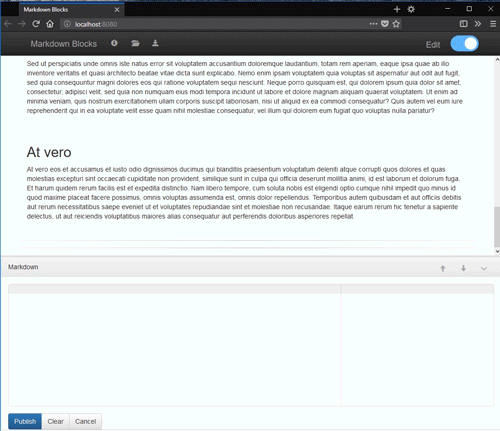 Markdown Blocks
localhost:8080
Markdown Blocks
Edit
Sed ut perspiciatis unde omnis iste natus error sit voluptatem accusantium doloremque laudantium, totam rem aperiam, eaque ipsa quae ab illo
inventore veritatis et quasi architecto beatae vitae dicta sunt explicabo. Nemo enim ipsam voluptatem quia voluptas sit aspernatur aut odit aut fugit,
sed quia consequuntur magni dolores eos qui ratione voluptatem sequi nesciunt. Neque porro quisquam est, qui dolorem ipsum quia dolor sit amet,
consectetur, adipisci velit, sed quia non numquam eius modi tempora incidunt ut labore et dolore magnam aliquam quaerat voluptatem. Ut enim ad
minima veniam, quis nostrum exercitationem ullam corporis suscipit laboriosam, nisi ut aliquid ex ea commodi consequatur? Quis autem vel eum iure
reprehenderit qui in ea voluptate velit esse quam nihil molestiae consequatur, vel illum qui dolorem eum fugiat quo voluptas nulla pariatur?
At vero
At vero eos et accusamus et iusto odio dignissimos ducimus qui blanditiis praesentium voluptatum deleniti atque corrupti quos dolores et quas
molestias excepturi sint occaecati cupiditate non provident, similique sunt in culpa qui officia deserunt mollitia animi, id est laborum et dolorum fuga.
Et harum quidem rerum facilis est et expedita distinctio. Nam libero tempore, cum soluta nobis est eligendi optio cumque nihil impedit quo minus id
quod maxime placeat facere possimus, omnis voluptas assumenda est, omnis dolor repellendus. Temporibus autem quibusdam et aut officiis debitis
aut rerum necessitatibus saepe eveniet ut et voluptates repudiandae sint et molestiae non recusandae. Itaque earum rerum hic tenetur a sapiente
delectus, ut aut reiciendis voluptatibus maiores alias consequatur aut perferendis doloribus asperiores repellat.
Markdown
Publish
Clear
Cancel